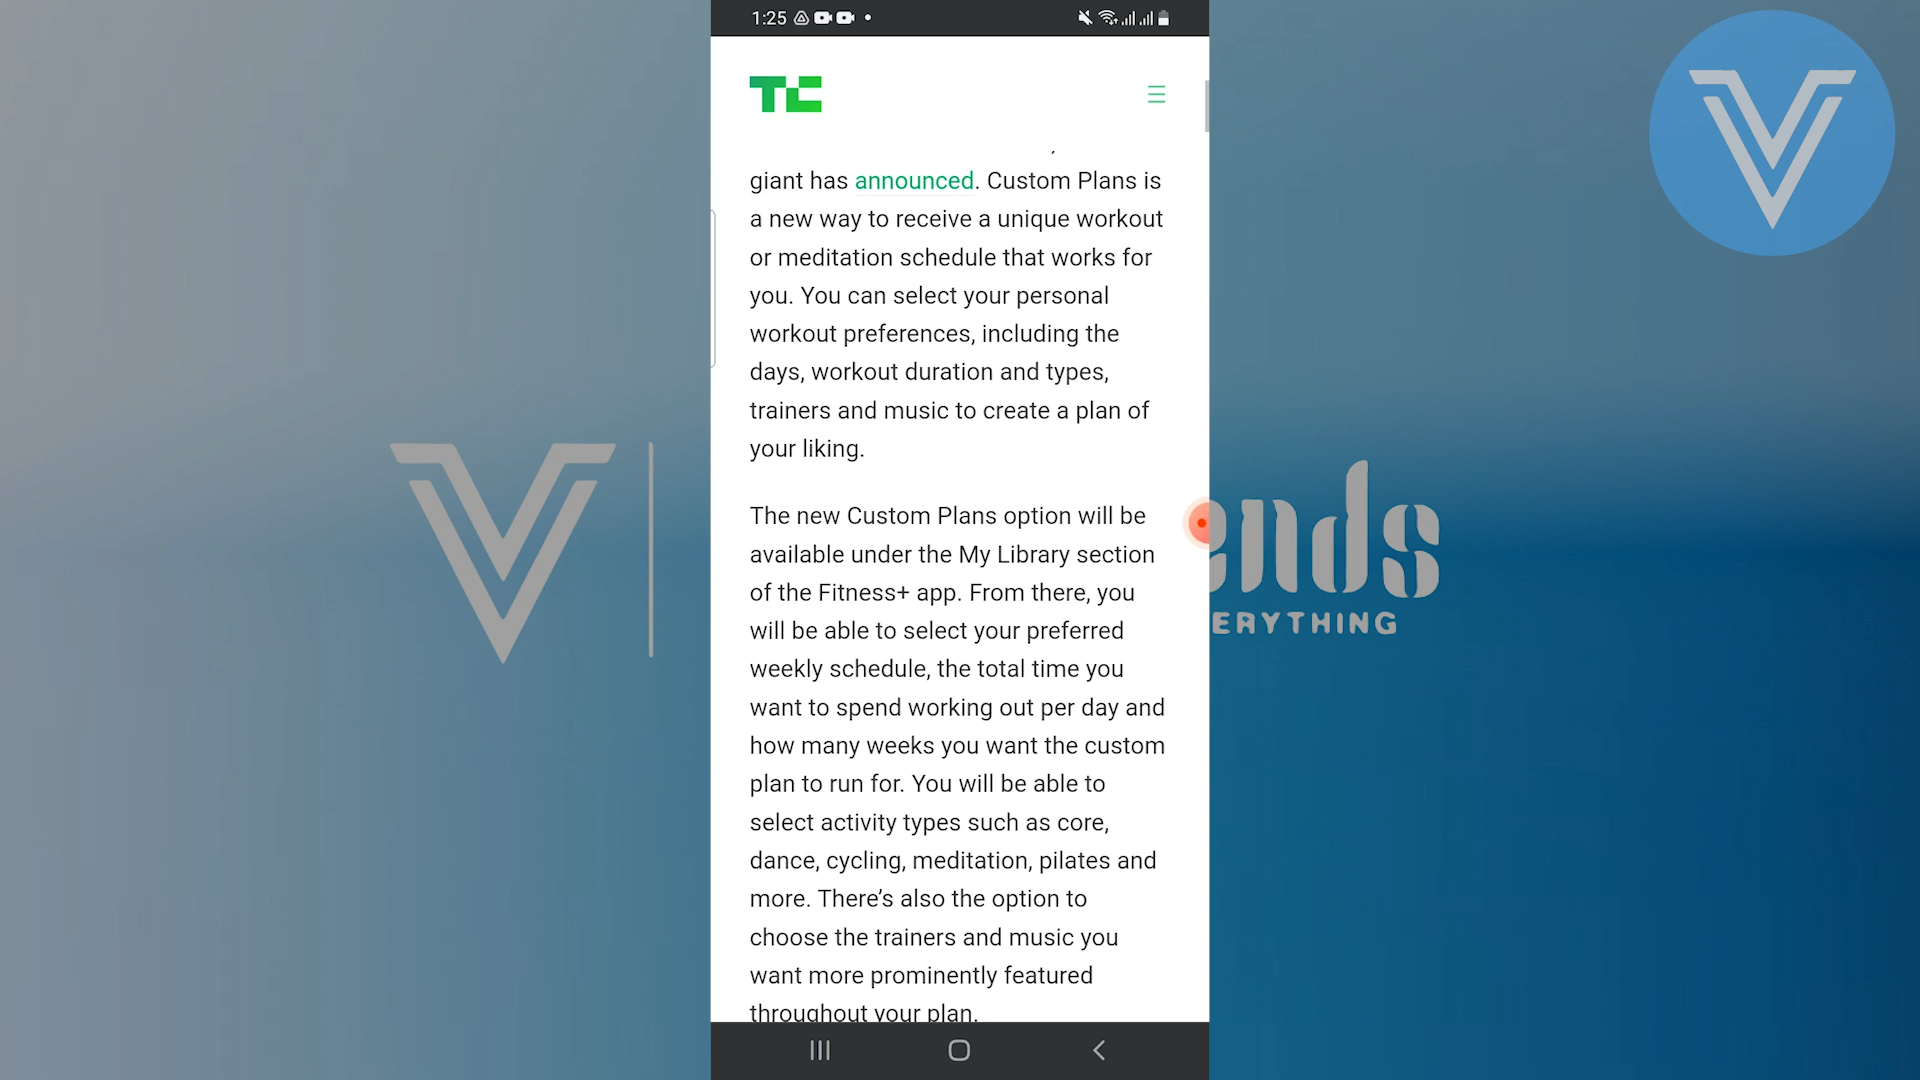 1:25
TC
giant has announced. Custom Plans is
a new way to receive a unique workout
or meditation schedule that works for
you. You can select your personal
workout preferences, including the
days, workout duration and types,
trainers and music to create a plan of
your liking.
The new Custom Plans option will be
available under the My Library section
of the Fitness+ app. From there, you
will be able to select your preferred
weekly schedule, the total time you
want to spend working out per day and
how many weeks you want the custom
plan to run for. You will be able to
select activity types such as core,
dance, cycling, meditation, pilates and
more. There’s also the option to
choose the trainers and music you
want more prominently featured
throughout your plan.
ends
ERYTHING